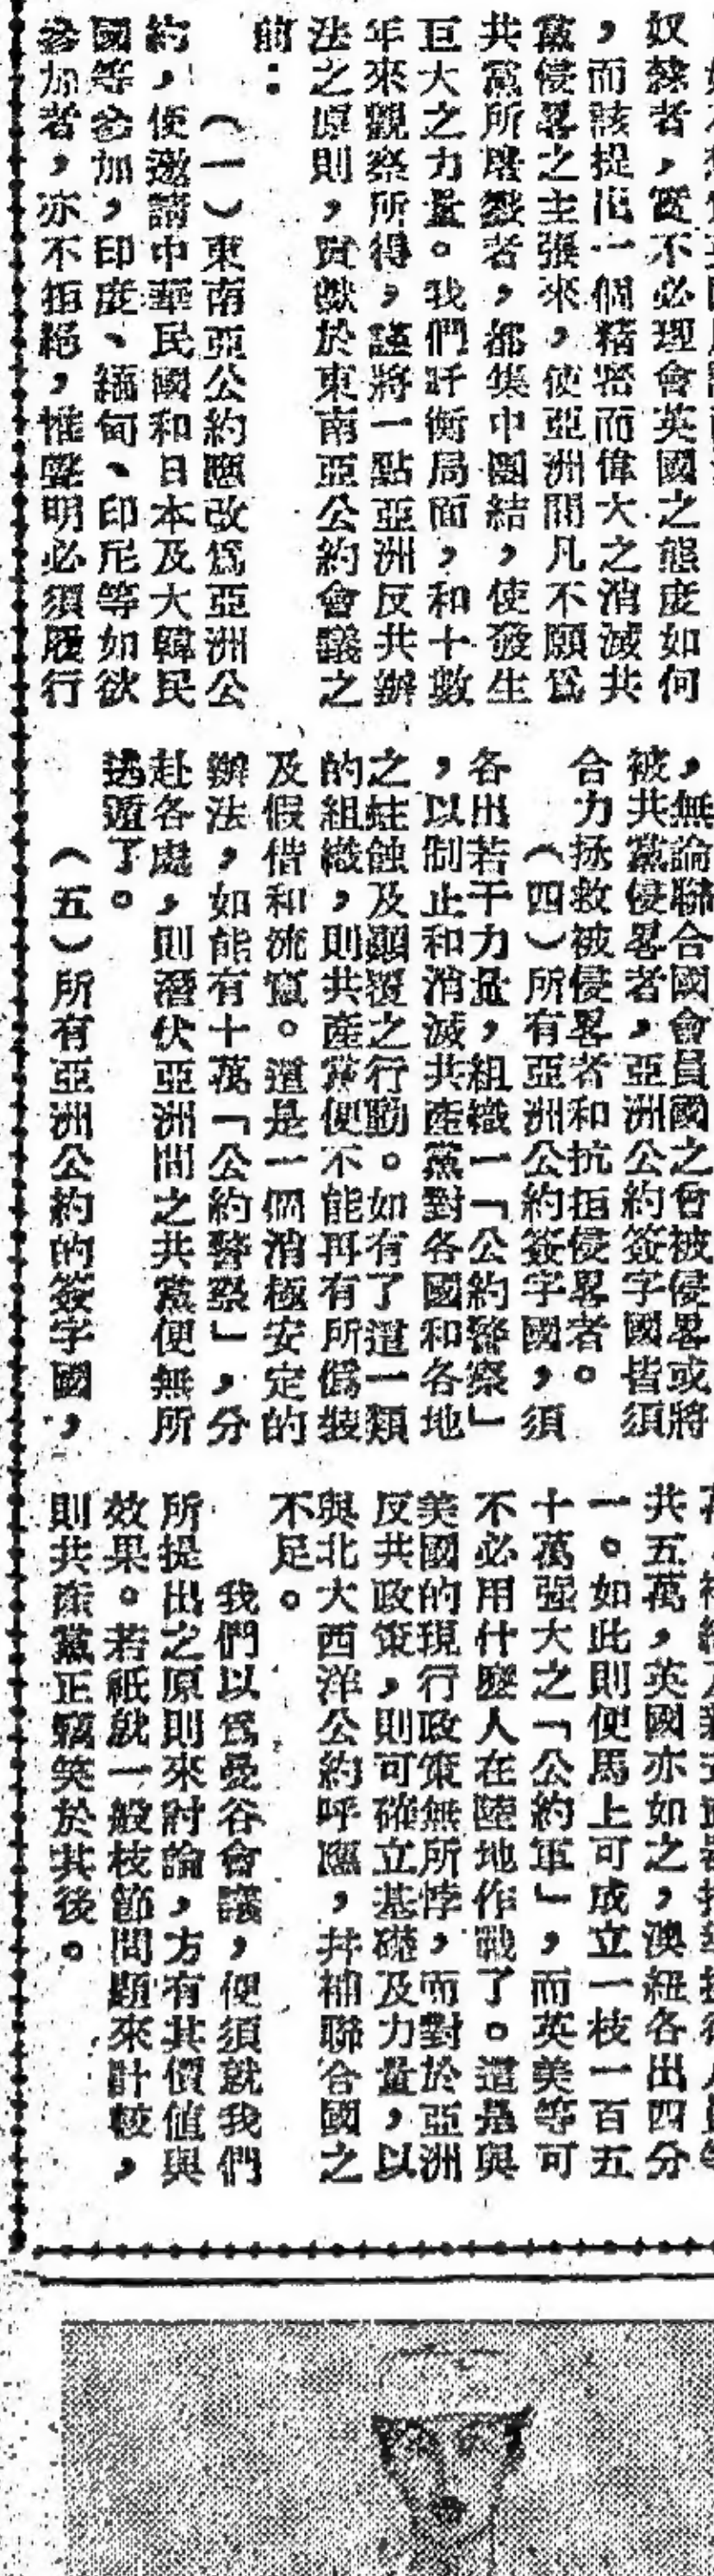 奴隸者，實不必理會英國之態度如何
，而該提出一個精密而偉大之消滅共
黨侵畧之主張來，使亞洲間凡不願爲
共黨所毀者，都集中團結，使發生
巨大之力量。我們盱衡局面，和十數
年來觀察所得，謹將一點亞洲反共辦
法之原則，貢獻於東南亞公約會議之
前：
（一）東南亞公約應改爲亞洲公
約，便邀請中華民國和日本及大韓民
國等參加，印度、緬甸、印尼等如欲
參加者，亦不拒絕，惟聲明必須履行
，無論聯合國會員國之曾被侵畧或將
被共黨侵畧者，亞洲公約簽字國皆須
合力拯救被侵畧者和抗拒侵畧者。
（四）所有亞洲公約簽字國，須
各出若干力量，組織一「公約警察」
，以制止和消滅共產黨對各國和各地
之蛀蝕及顚覆之行動。如有了這一類
的組織，則共產黨便不能再有所僞裝
及假借和流竄。這是一個消極安定的
辦法，如能有十萬「公約警察」，分
赴各處，則潛伏亞洲間之共黨便無所
遁了。
（五）所有亞洲公約的簽字國，
共五萬，英國亦如之，澳紐各出四分
一。如此則便馬上可成立一枝一百五
十萬强大之「公約軍」，而英美等可
不必用什麽人在陸地作戰了。這是與
美國的現行政策無所悖，而對於亞洲
反共政策，則可確立基礎及力量，以
與北大西洋公約呼應，并補聯合國之
不足。
我們以爲曼谷會議，便須就我們
所提出之原則來討論，方有其價值與
效果。若祇就一般枝節問題來計較，
則共產黨正竊笑於其後。